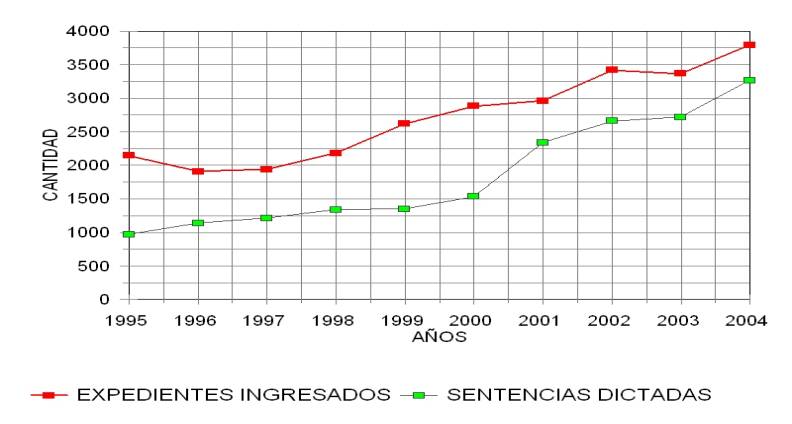 4000
3500
3000
2500
2000
1500
1000
500
0
CANTIDAD
1995 1996 1997 1998 1999 2000 2001 2002 2003 2004
AÑOS
EXPEDIENTES INGRESADOS SENTENCIAS DICTADAS